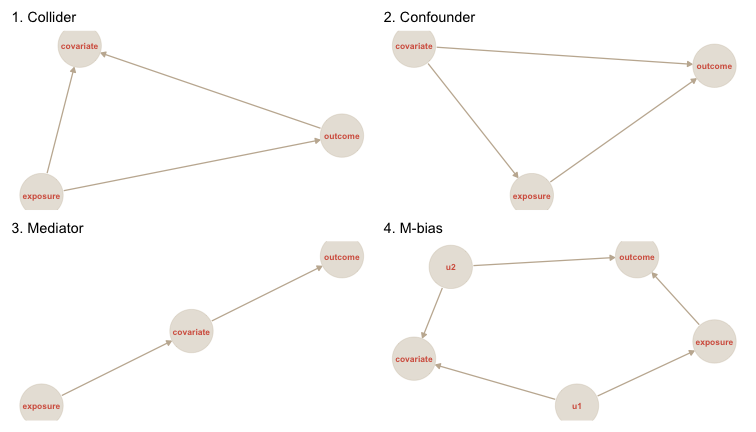 1. Collider
covariate
outcome
exposure
2. Confounder
covariate
outcome
exposure
3. Mediator
outcome
covariate
exposure
4. M-bias
u2
outcome
exposure
covariate
u1